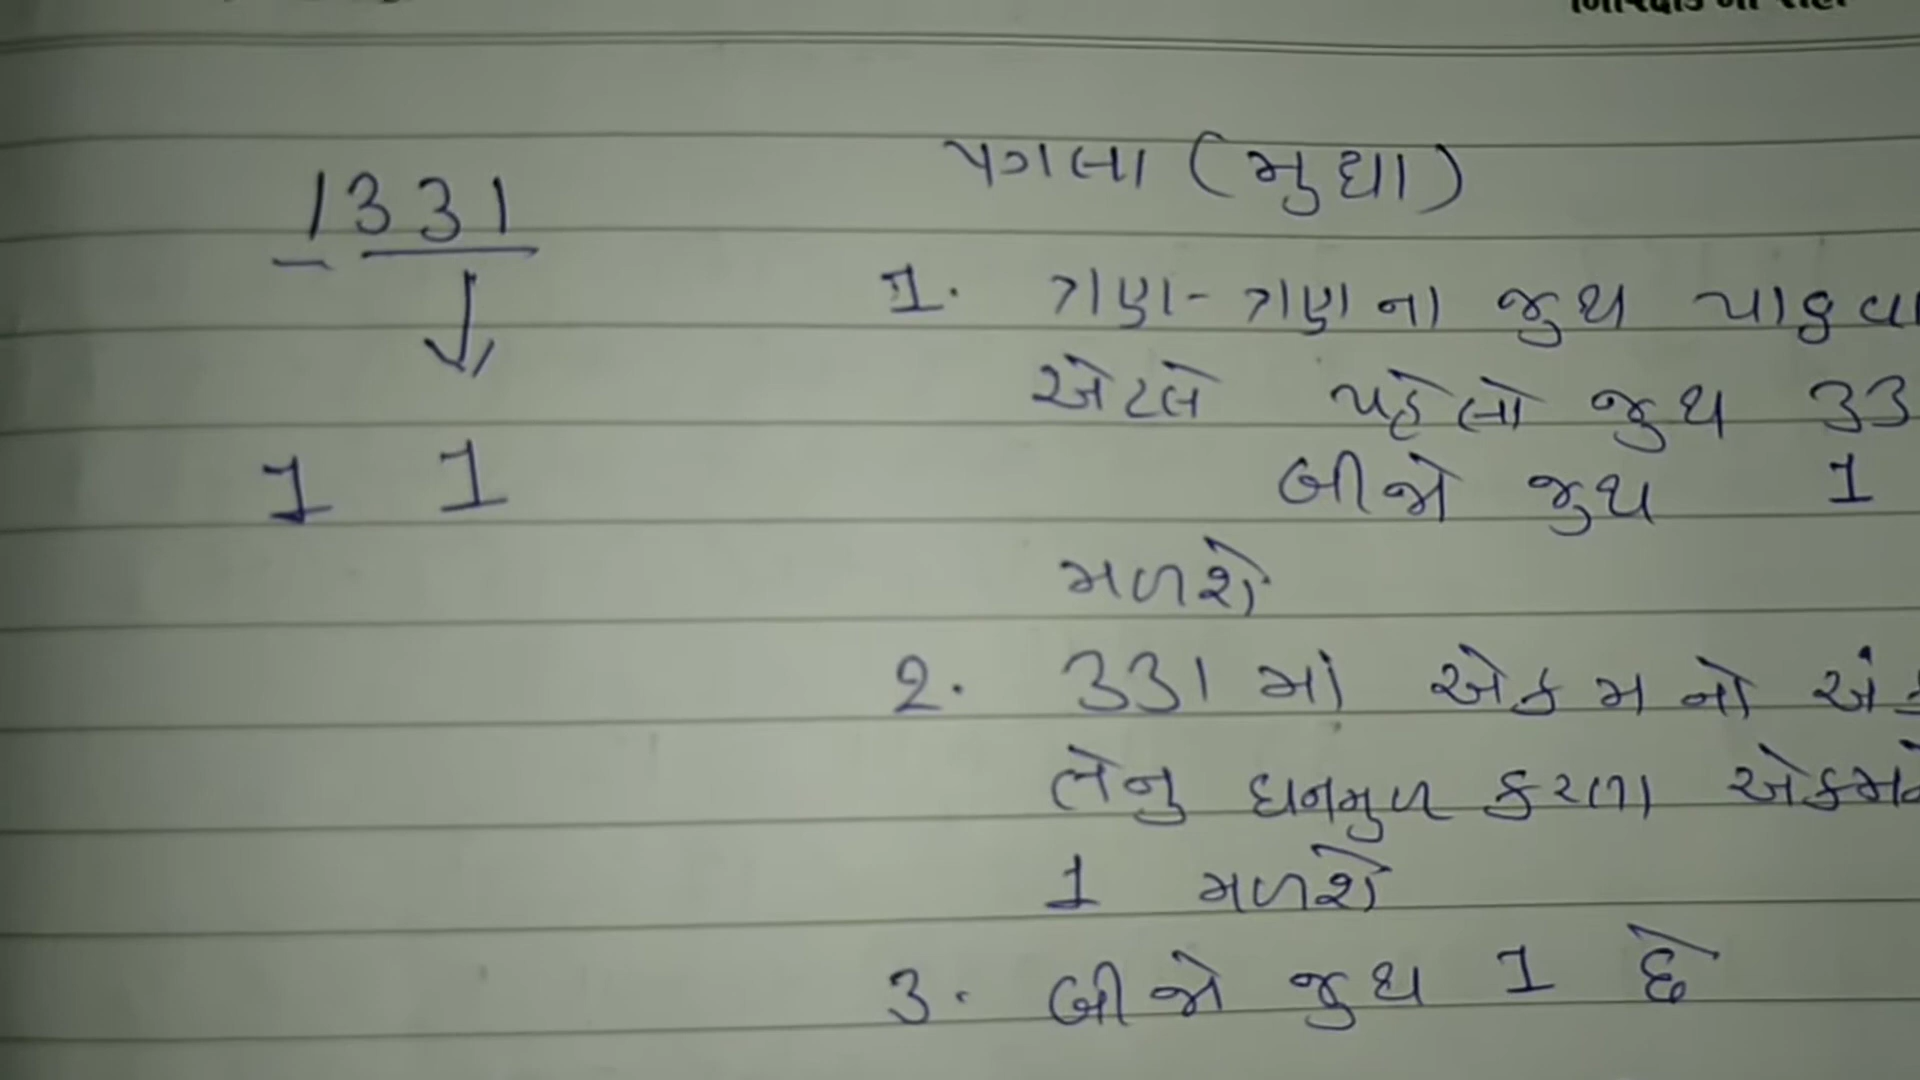 1331
1 1
પગલા (મુદ્દા)
1. ત્રણ-ત્રણના જુથ પાડવા
એટલે પહેલો જુથ 33
બીજો જુથ 1
મળશે
2. 331 માં એકમનો અંક
તેનુ ઘનમુળ કરતા
1 મળશે
3. બીજો જુથ 1 છે